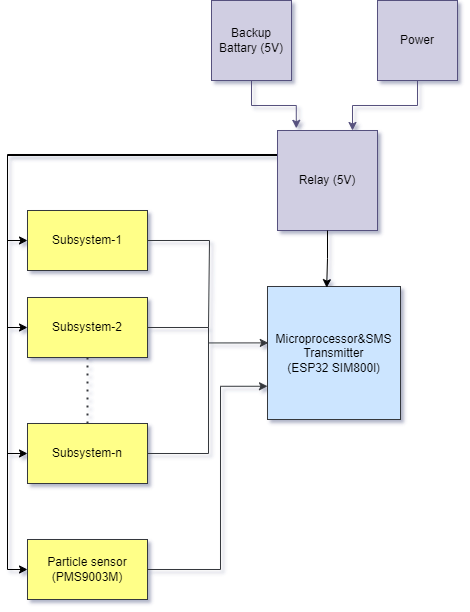 Backup
Battary (5V)
Power
Relay (5V)
Subsystem-1
Subsystem-2
Microprocessor&SMS
Transmitter
(ESP32 SIM800l)
Subsystem-n
Particle sensor
(PMS9003M)